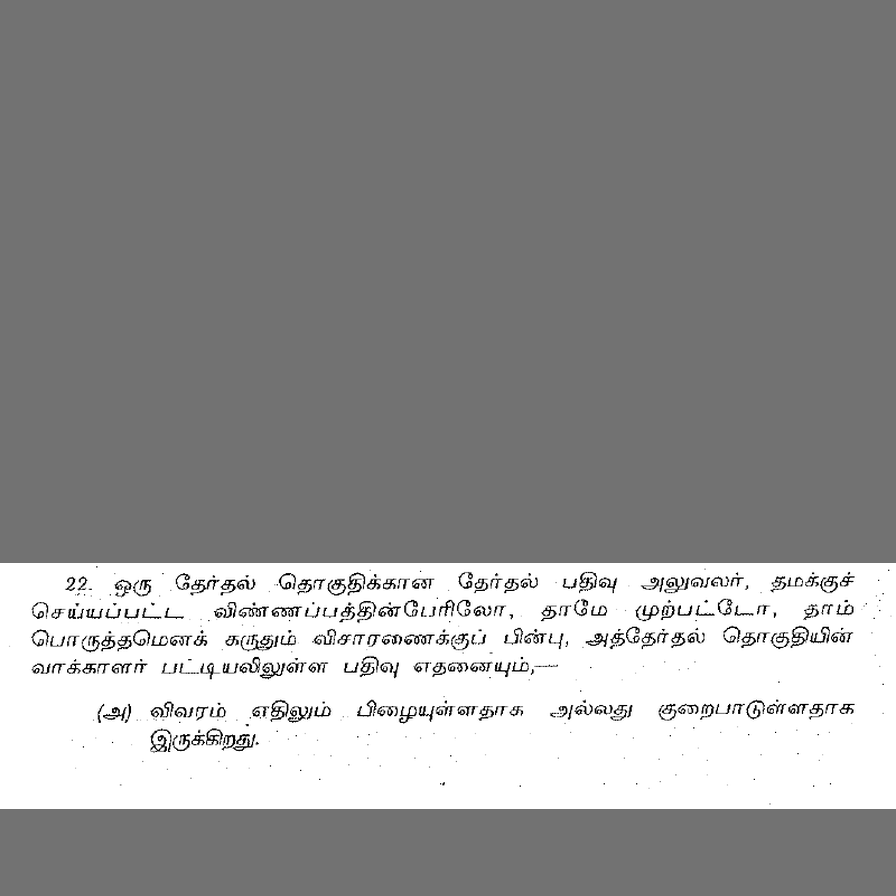 22. ஒரு தேர்தல் தொகுதிக்கான தேர்தல் பதிவு அலுவலர், தமக்குச்
செய்யப்பட்ட விண்ணப்பத்தின்பேரிலோ, தாமே முற்பட்டோ, தாம்
பொருத்தமெனக் கருதும் விசாரணைக்குப் பின்பு, அத்தேர்தல் தொகுதியின்
வாக்காளர் பட்டியலிலுள்ள பதிவு எதனையும்,—
(அ) விவரம் எதிலும் பிழையுள்ளதாக அல்லது குறைபாடுள்ளதாக
இருக்கிறது.